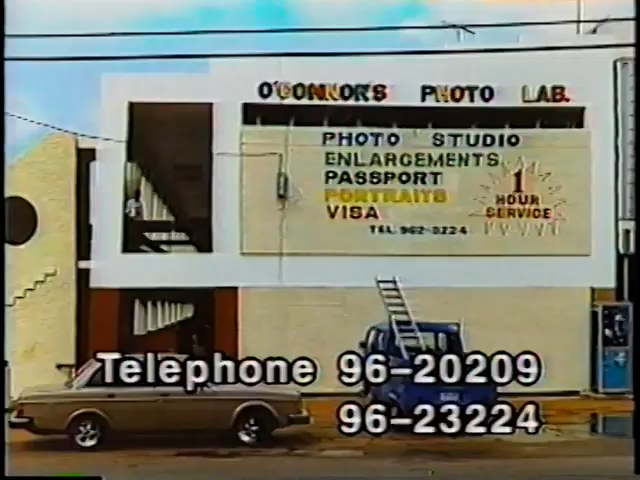 O'CONNOR'S PHOTO LAB.
PHOTO STUDIO
ENLARGEMENTS
PASSPORT
PORTRAITS
VISA
TEL. 962-3224
1
HOUR
SERVICE
Telephone 96-20209
96-23224